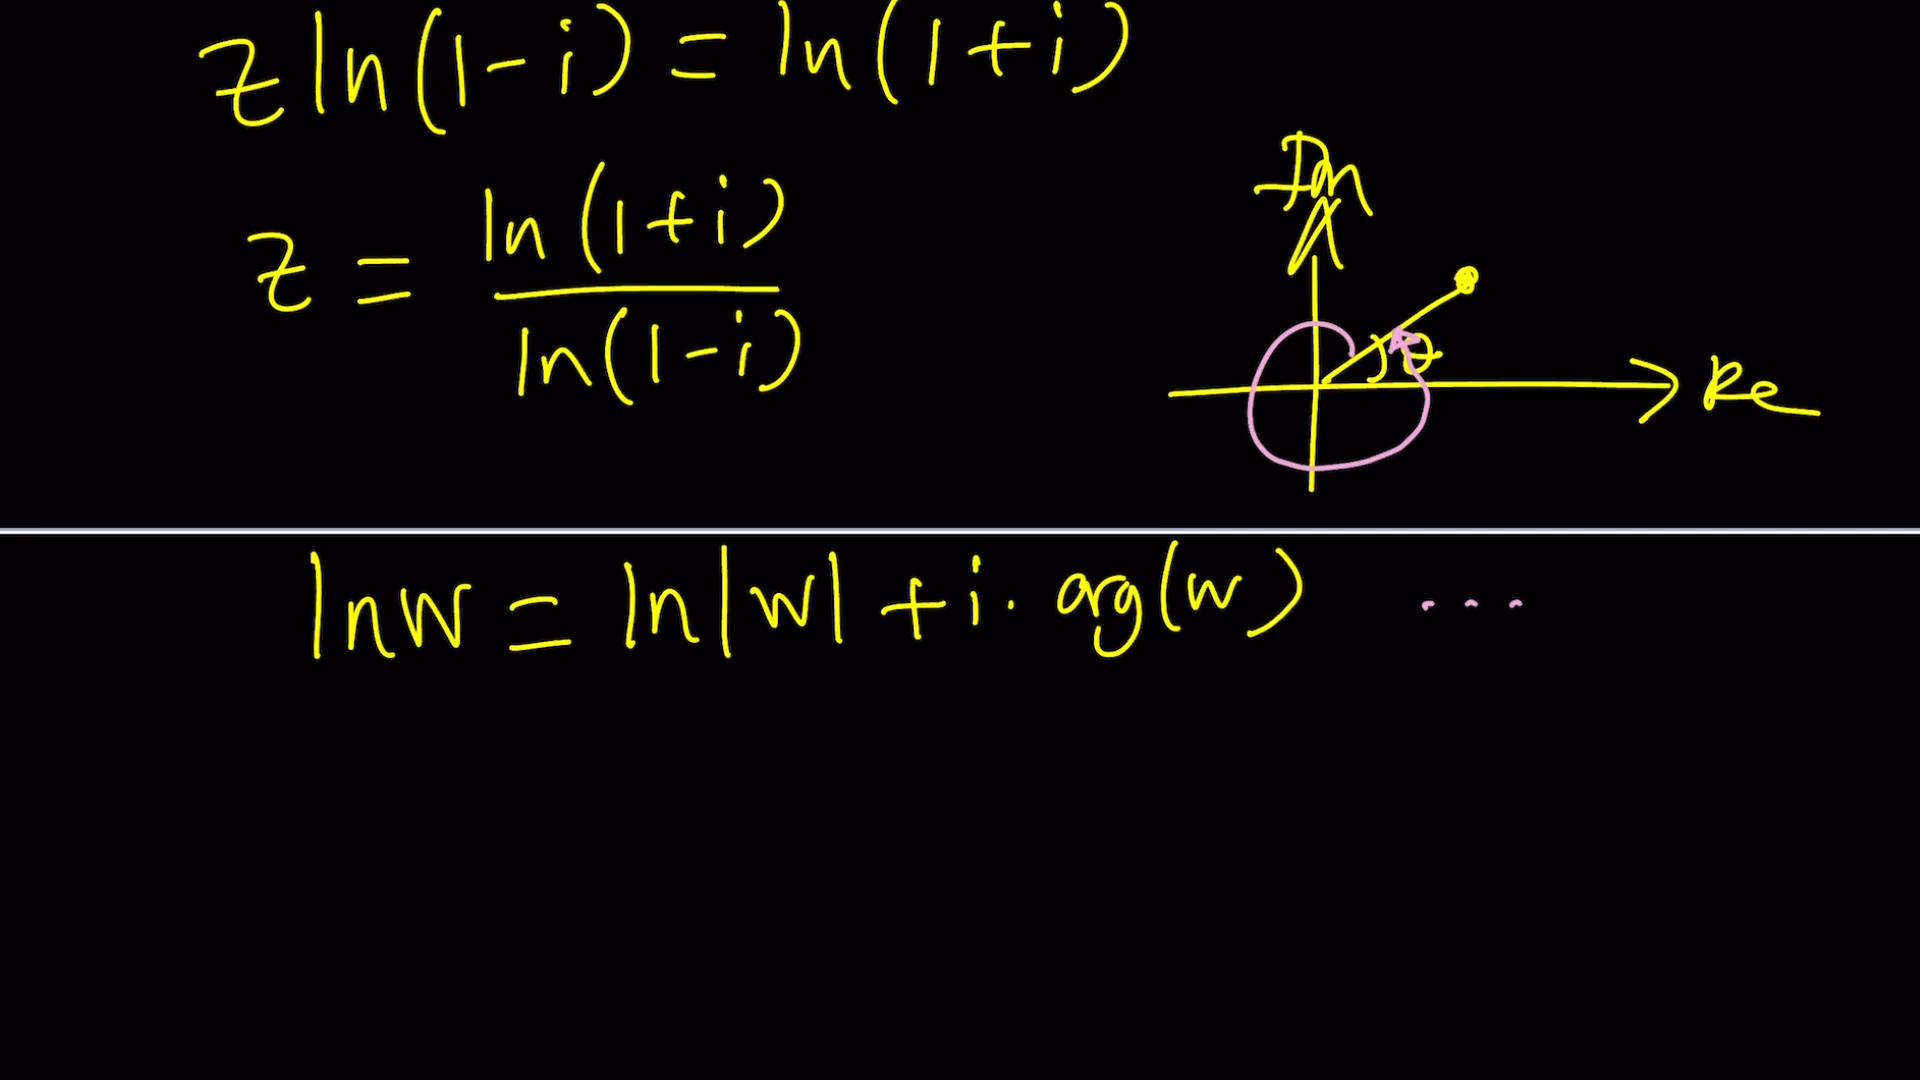 z ln(1-i) = ln(1+i)
z = ln(1+i) / ln(1-i)
Im
θ
Re
ln w = ln|w| + i. arg(w) ...